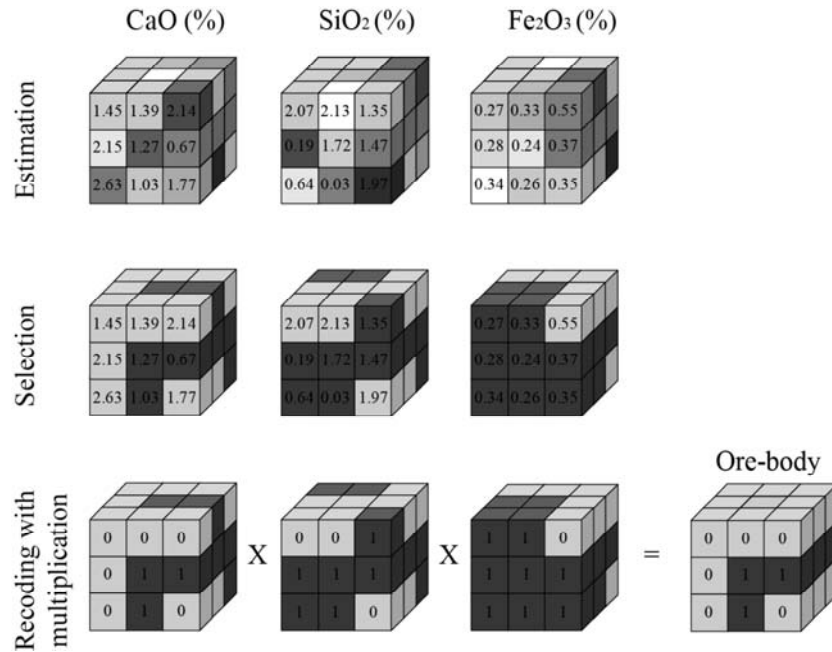 CaO (%) SiO₂ (%) Fe₂O₃ (%)
Estimation
1.45 1.39 2.14 2.07 2.13 1.35 0.27 0.33 0.55
2.15 1.27 0.67 0.19 1.72 1.47 0.28 0.24 0.37
2.63 1.03 1.77 0.64 0.03 1.97 0.34 0.26 0.35
Selection
1.45 1.39 2.14 2.07 2.13 1.35 0.27 0.33 0.55
2.15 1.27 0.67 0.19 1.72 1.47 0.28 0.24 0.37
2.63 1.03 1.77 0.64 0.03 1.97 0.34 0.26 0.35
Ore-body
Recoding with
multiplication
0 0 0 0 0 1 1 1 0 0 0 0
0 1 1 X 1 1 1 X 1 1 1 = 0 1 1
0 1 0 1 1 0 1 1 1 0 1 0